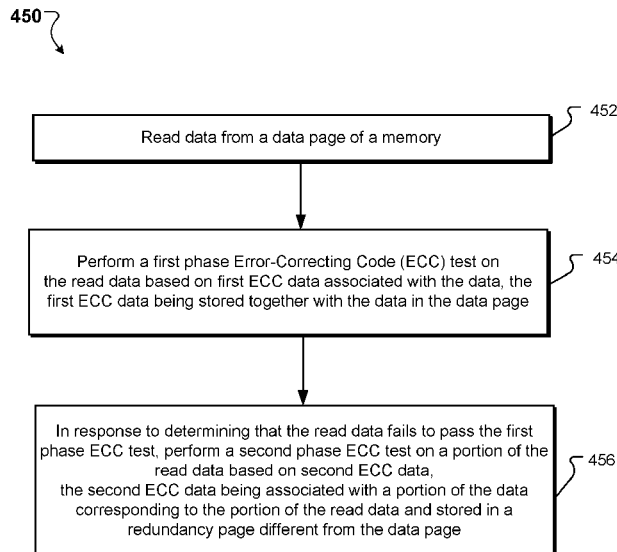 450
452
Read data from a data page of a memory
454
Perform a first phase Error-Correcting Code (ECC) test on
the read data based on first ECC data associated with the data, the
first ECC data being stored together with the data in the data page
456
In response to determining that the read data fails to pass the first
phase ECC test, perform a second phase ECC test on a portion of the
read data based on second ECC data,
the second ECC data being associated with a portion of the data
corresponding to the portion of the read data and stored in a
redundancy page different from the data page